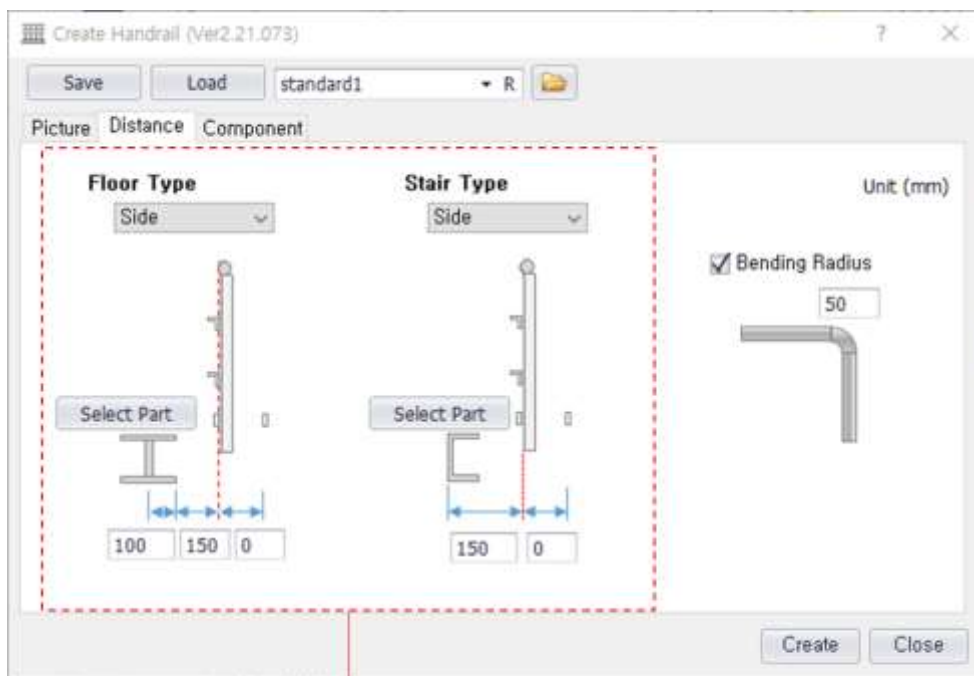 Create Handrail (Ver2.21.073) ?
Save Load standard1 R
Picture Distance Component
Floor Type Stair Type Unit (mm)
Side Side
Bending Radius
50
Select Part Select Part
100 150 0 150 0
Create Close